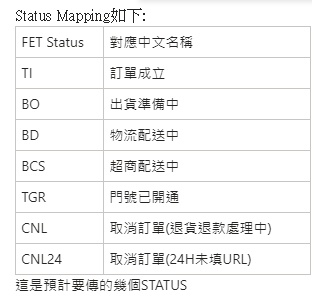 Status Mapping如下:
FET Status 對應中文名稱
TI 訂單成立
BO 出貨準備中
BD 物流配送中
BCS 超商配送中
TGR 門號已開通
CNL 取消訂單(退貨退款處理中)
CNL24 取消訂單(24H未填URL)
這是預計要傳的幾個STATUS